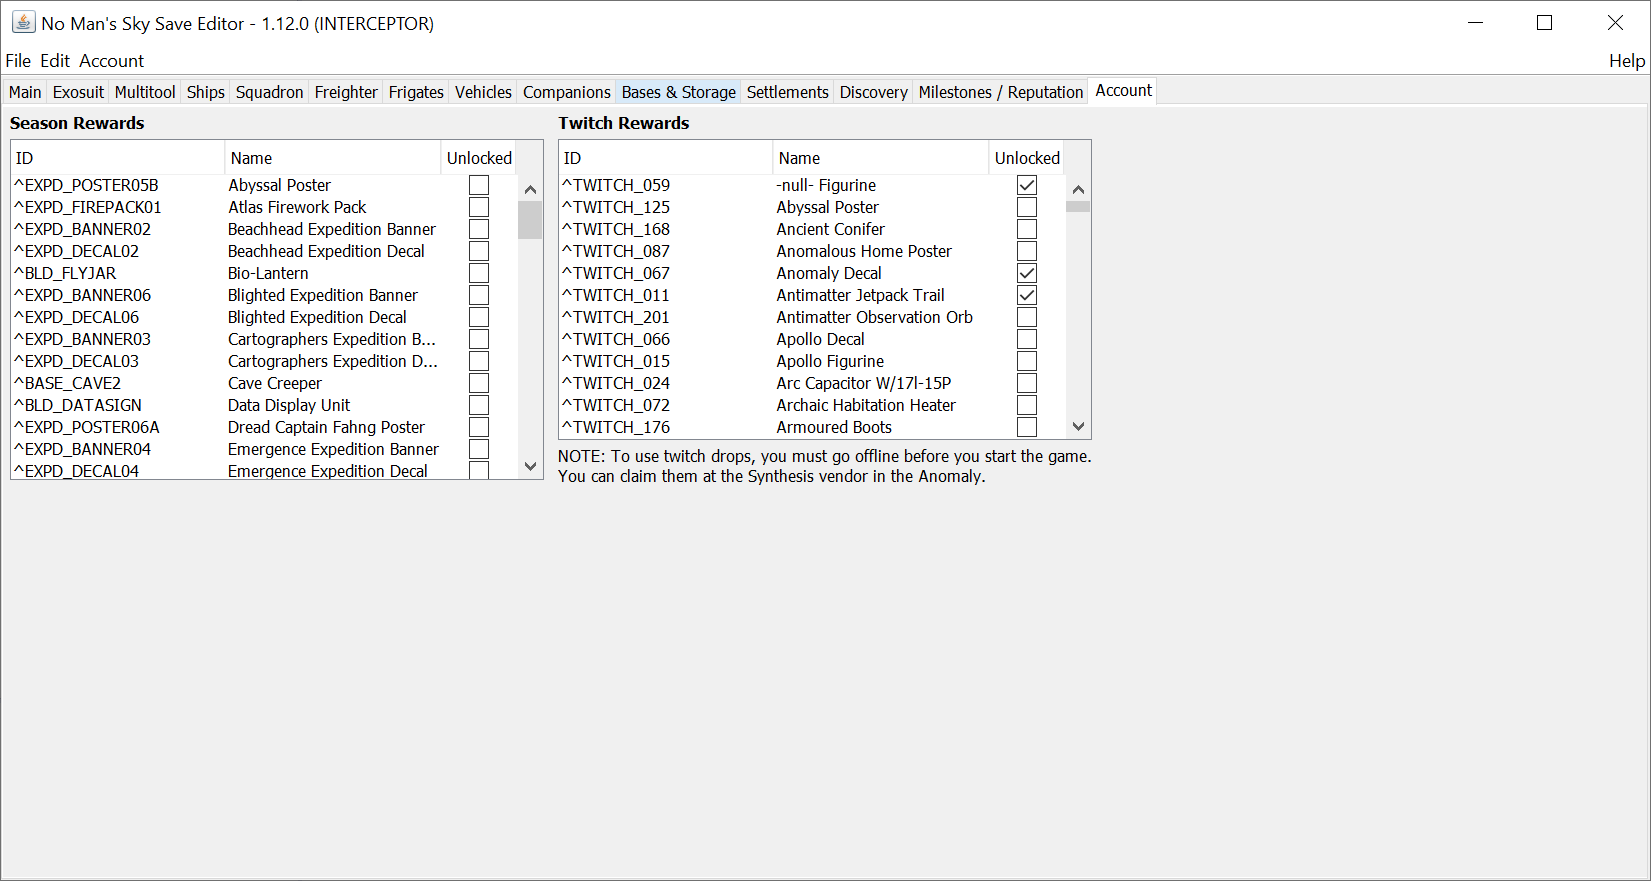 No Man's Sky Save Editor - 1.12.0 (INTERCEPTOR)
File Edit Account Help
Main Exosuit Multitool Ships Squadron Freighter Frigates Vehicles Companions Bases & Storage Settlements Discovery Milestones / Reputation Account
Season Rewards
ID Name Unlocked
^EXPD_POSTER05B Abyssal Poster
^EXPD_FIREPACK01 Atlas Firework Pack
^EXPD_BANNER02 Beachhead Expedition Banner
^EXPD_DECAL02 Beachhead Expedition Decal
^BLD_FLYJAR Bio-Lantern
^EXPD_BANNER06 Blighted Expedition Banner
^EXPD_DECAL06 Blighted Expedition Decal
^EXPD_BANNER03 Cartographers Expedition B...
^EXPD_DECAL03 Cartographers Expedition D...
^BASE_CAVE2 Cave Creeper
^BLD_DATASIGN Data Display Unit
^EXPD_POSTER06A Dread Captain Fahng Poster
^EXPD_BANNER04 Emergence Expedition Banner
^EXPD_DECAL04 Emergence Expedition Decal
Twitch Rewards
ID Name Unlocked
^TWITCH_059 -null- Figurine
^TWITCH_125 Abyssal Poster
^TWITCH_168 Ancient Conifer
^TWITCH_087 Anomalous Home Poster
^TWITCH_067 Anomaly Decal
^TWITCH_011 Antimatter Jetpack Trail
^TWITCH_201 Antimatter Observation Orb
^TWITCH_066 Apollo Decal
^TWITCH_015 Apollo Figurine
^TWITCH_024 Arc Capacitor W/17l-15P
^TWITCH_072 Archaic Habitation Heater
^TWITCH_176 Armoured Boots
NOTE: To use twitch drops, you must go offline before you start the game.
You can claim them at the Synthesis vendor in the Anomaly.